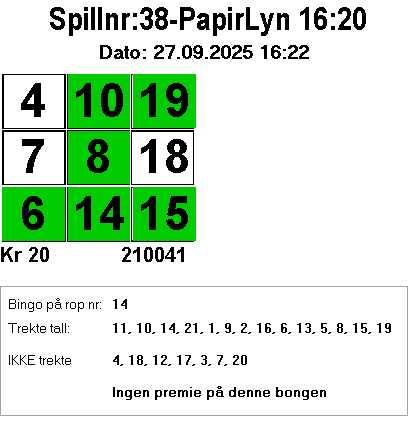 Spillnr:38-PapirLyn 16:20
Dato: 27.09.2025 16:22
4 10 19
7 8 18
6 14 15
Kr 20 210041
Bingo på rop nr: 14
Trekte tall: 11, 10, 14, 21, 1, 9, 2, 16, 6, 13, 5, 8, 15, 19
IKKE trekte 4, 18, 12, 17, 3, 7, 20
Ingen premie på denne bongen